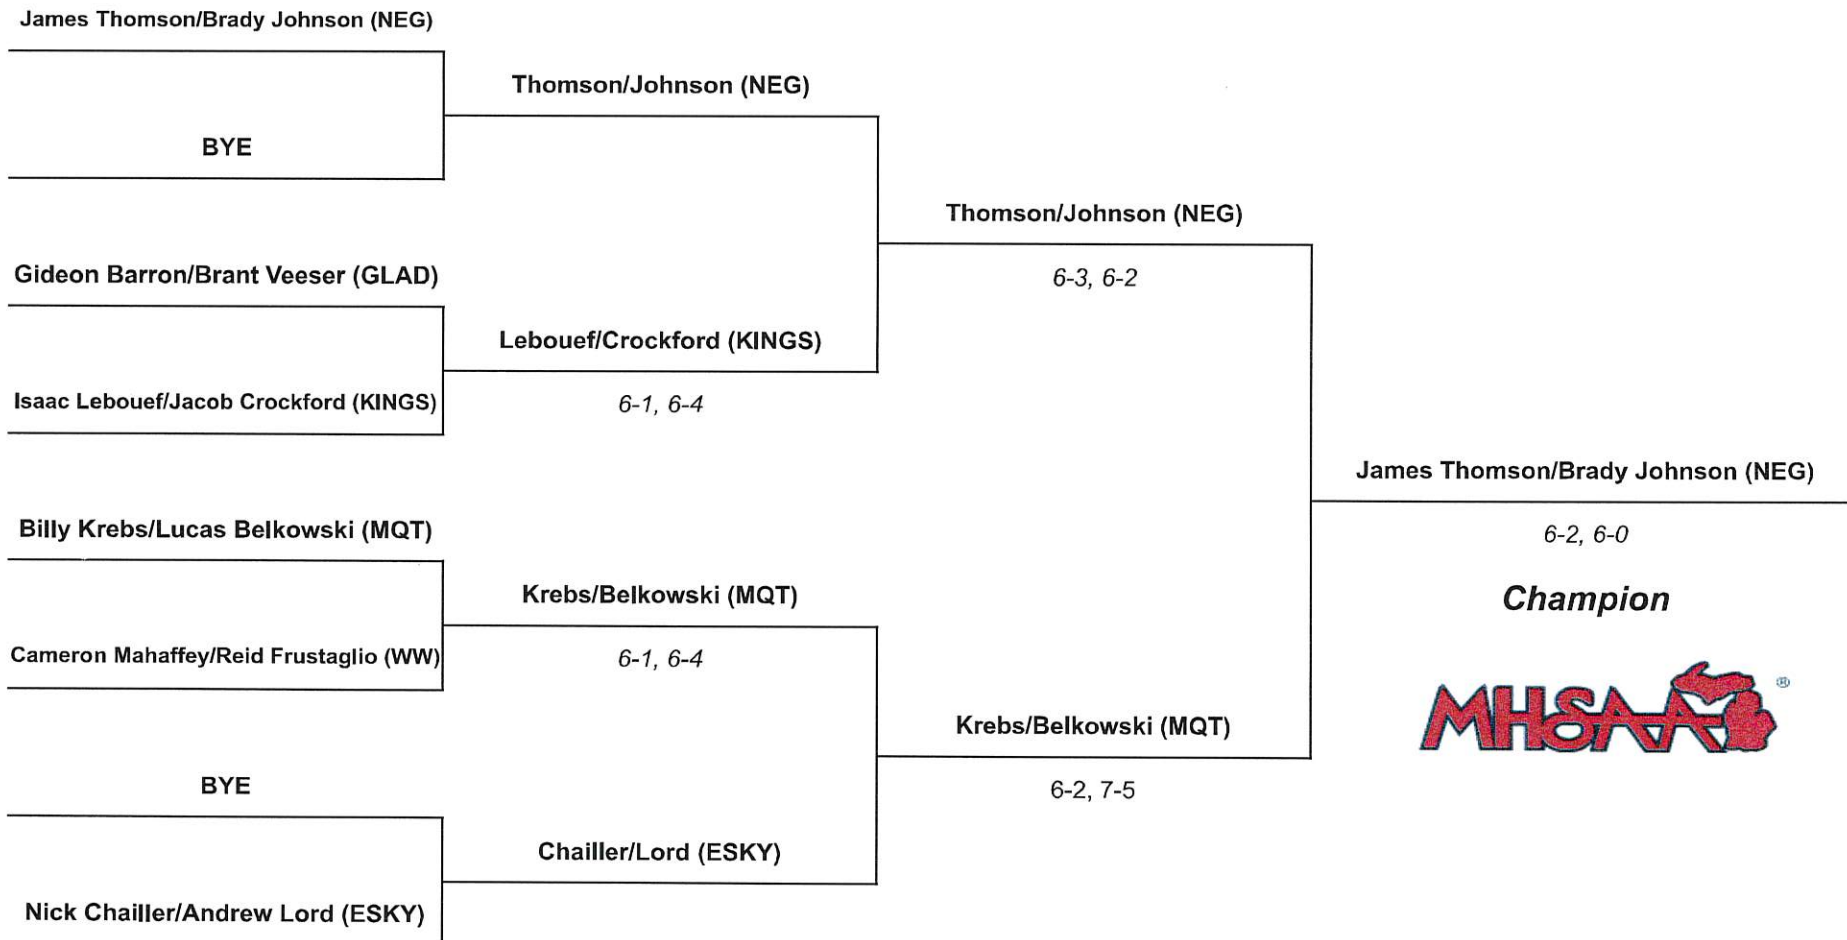 James Thomson/Brady Johnson (NEG)
Thomson/Johnson (NEG)
BYE
Thomson/Johnson (NEG)
Gideon Barron/Brant Veeser (GLAD)
6-3, 6-2
Lebouef/Crockford (KINGS)
Isaac Lebouef/Jacob Crockford (KINGS)
6-1, 6-4
James Thomson/Brady Johnson (NEG)
Billy Krebs/Lucas Belkowski (MQT)
6-2, 6-0
Krebs/Belkowski (MQT)
Champion
Cameron Mahaffey/Reid Frustaglio (WW)
6-1, 6-4
MHSAA®
Krebs/Belkowski (MQT)
BYE
6-2, 7-5
Chailler/Lord (ESKY)
Nick Chailler/Andrew Lord (ESKY)